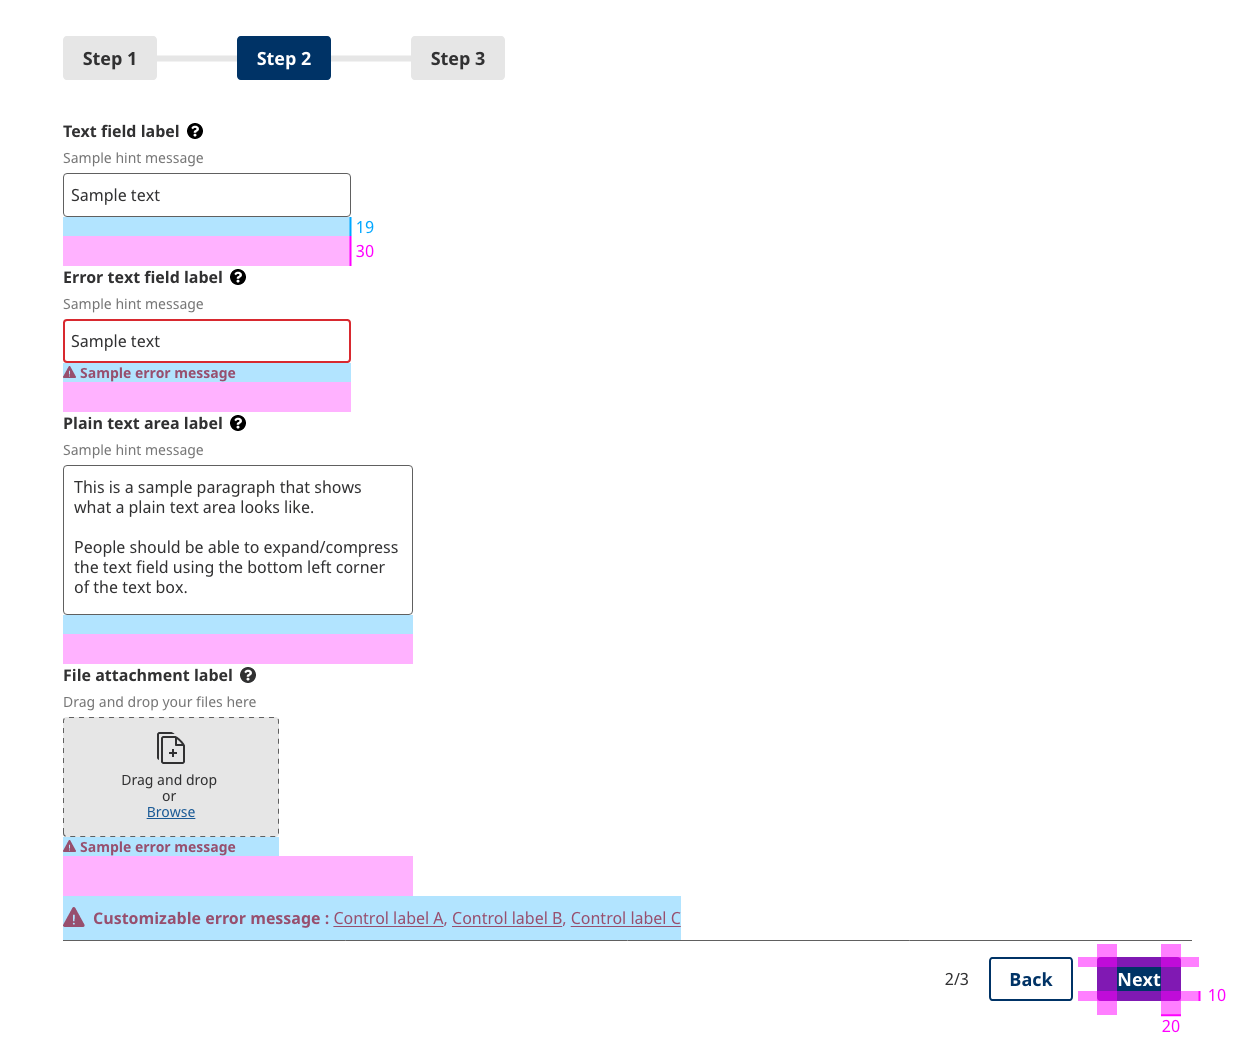 Step 1
Step 2
Step 3
Text field label
Sample hint message
Sample text
19
30
Error text field label
Sample hint message
Sample text
Sample error message
Plain text area label
Sample hint message
This is a sample paragraph that shows
what a plain text area looks like.
People should be able to expand/compress
the text field using the bottom left corner
of the text box.
File attachment label
Drag and drop your files here
Drag and drop
or
Browse
Sample error message
Customizable error message : Control label A, Control label B, Control label C
2/3
Back
Next
10
20